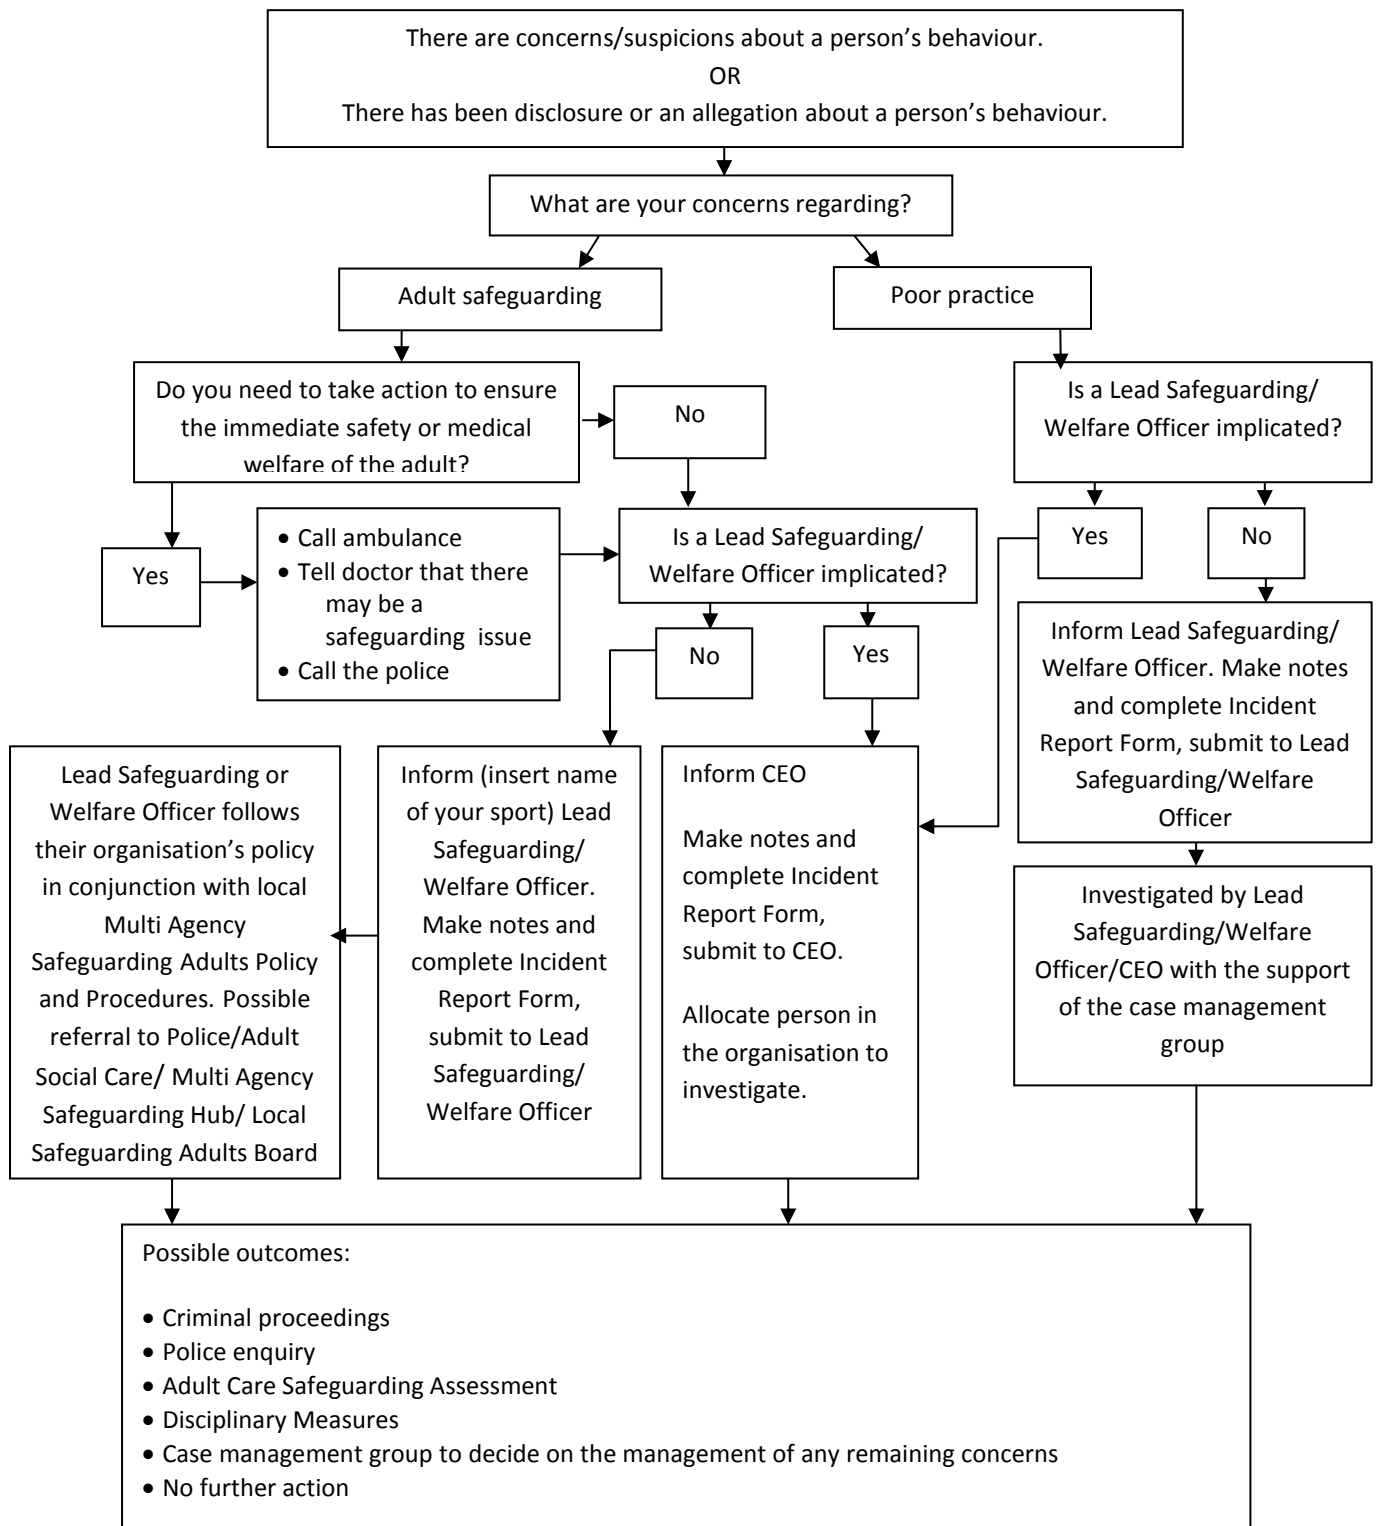 There are concerns/suspicions about a person’s behaviour.
OR
There has been disclosure or an allegation about a person’s behaviour.
What are your concerns regarding?
Adult safeguarding
Poor practice
Do you need to take action to ensure
the immediate safety or medical
welfare of the adult?
No
Is a Lead Safeguarding/
Welfare Officer implicated?
Yes
• Call ambulance
• Tell doctor that there
may be a
safeguarding issue
• Call the police
Is a Lead Safeguarding/
Welfare Officer implicated?
Yes
No
No
Yes
Inform Lead Safeguarding/
Welfare Officer. Make notes
and complete Incident
Report Form, submit to Lead
Safeguarding/Welfare
Officer
Lead Safeguarding or
Welfare Officer follows
their organisation’s policy
in conjunction with local
Multi Agency
Safeguarding Adults Policy
and Procedures. Possible
referral to Police/Adult
Social Care/ Multi Agency
Safeguarding Hub/ Local
Safeguarding Adults Board
Inform (insert name
of your sport) Lead
Safeguarding/
Welfare Officer.
Make notes and
complete Incident
Report Form,
submit to Lead
Safeguarding/
Welfare Officer
Inform CEO
Make notes and
complete Incident
Report Form,
submit to CEO.
Allocate person in
the organisation to
investigate.
Investigated by Lead
Safeguarding/Welfare
Officer/CEO with the support
of the case management
group
Possible outcomes:
• Criminal proceedings
• Police enquiry
• Adult Care Safeguarding Assessment
• Disciplinary Measures
• Case management group to decide on the management of any remaining concerns
• No further action